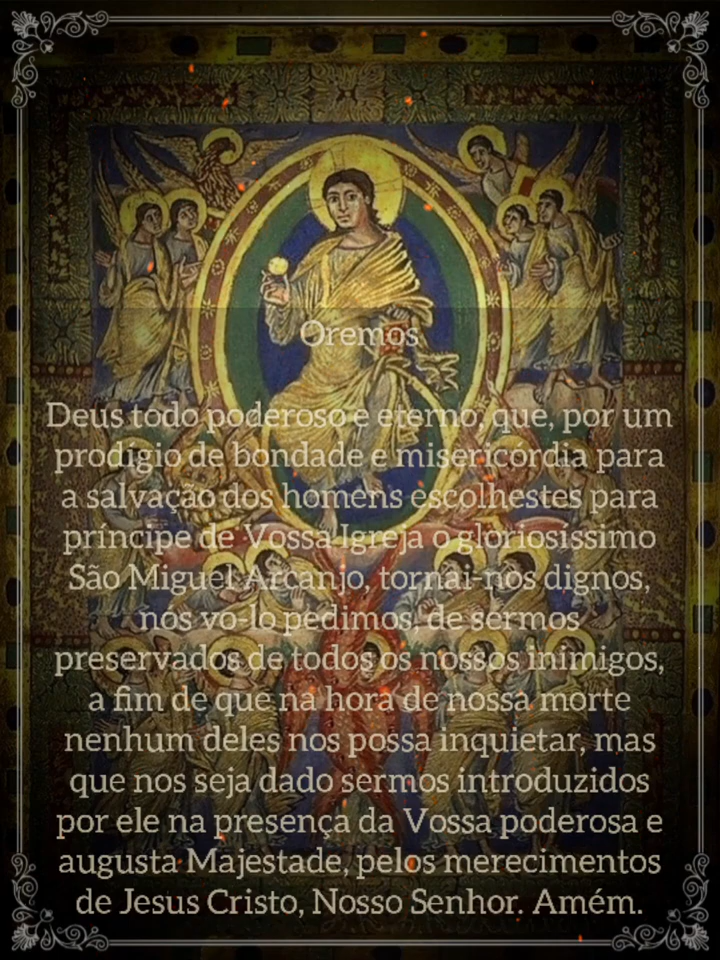 Oremos
Deus todo poderoso e eterno, que, por um
prodígio de bondade e misericordia para
a salvação dos homens escolhestes para
príncipe de Vossa Igreja o gloriosissimo
São Miguel Arcanjo, tornai-nos dignos,
nós vo-lo pedimos, de sermos
preservados de todos os nossos inimigos,
a fim de que na hora de nossa morte
nenhum deles nos possa inquietar, mas
que nos seja dado sermos introduzidos
por ele na presença da Vossa poderosa e
augusta Majestade, pelos merecimentos
de Jesus Cristo, Nosso Senhor. Amém.